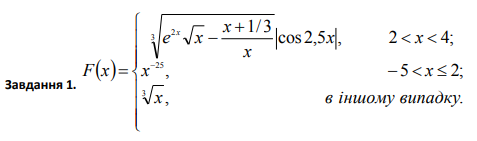 Завдання 1. F(x) = {
∛(e^{2x}√x − (x + 1/3)/x) |cos 2,5x|, 2 < x < 4;
x^{−25}, − 5 < x ≤ 2;
∛x, в іншому випадку.